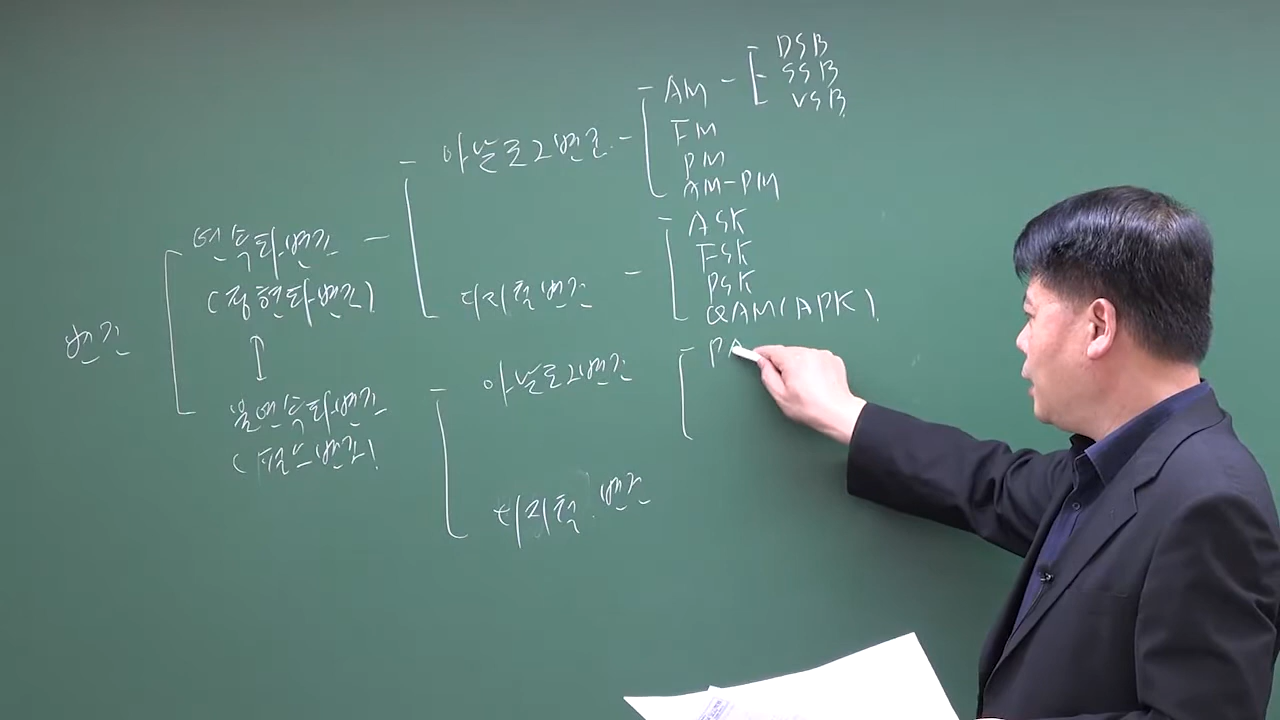 DSB
SSB
VSB
AM
FM
PM
AM-PM
아날로그변조
연속파변조
(정현파변조)
디지털변조
ASK
FSK
PSK
QAM(APK)
변조
불연속파변조
(펄스변조)
아날로그변조
PA
디지털변조